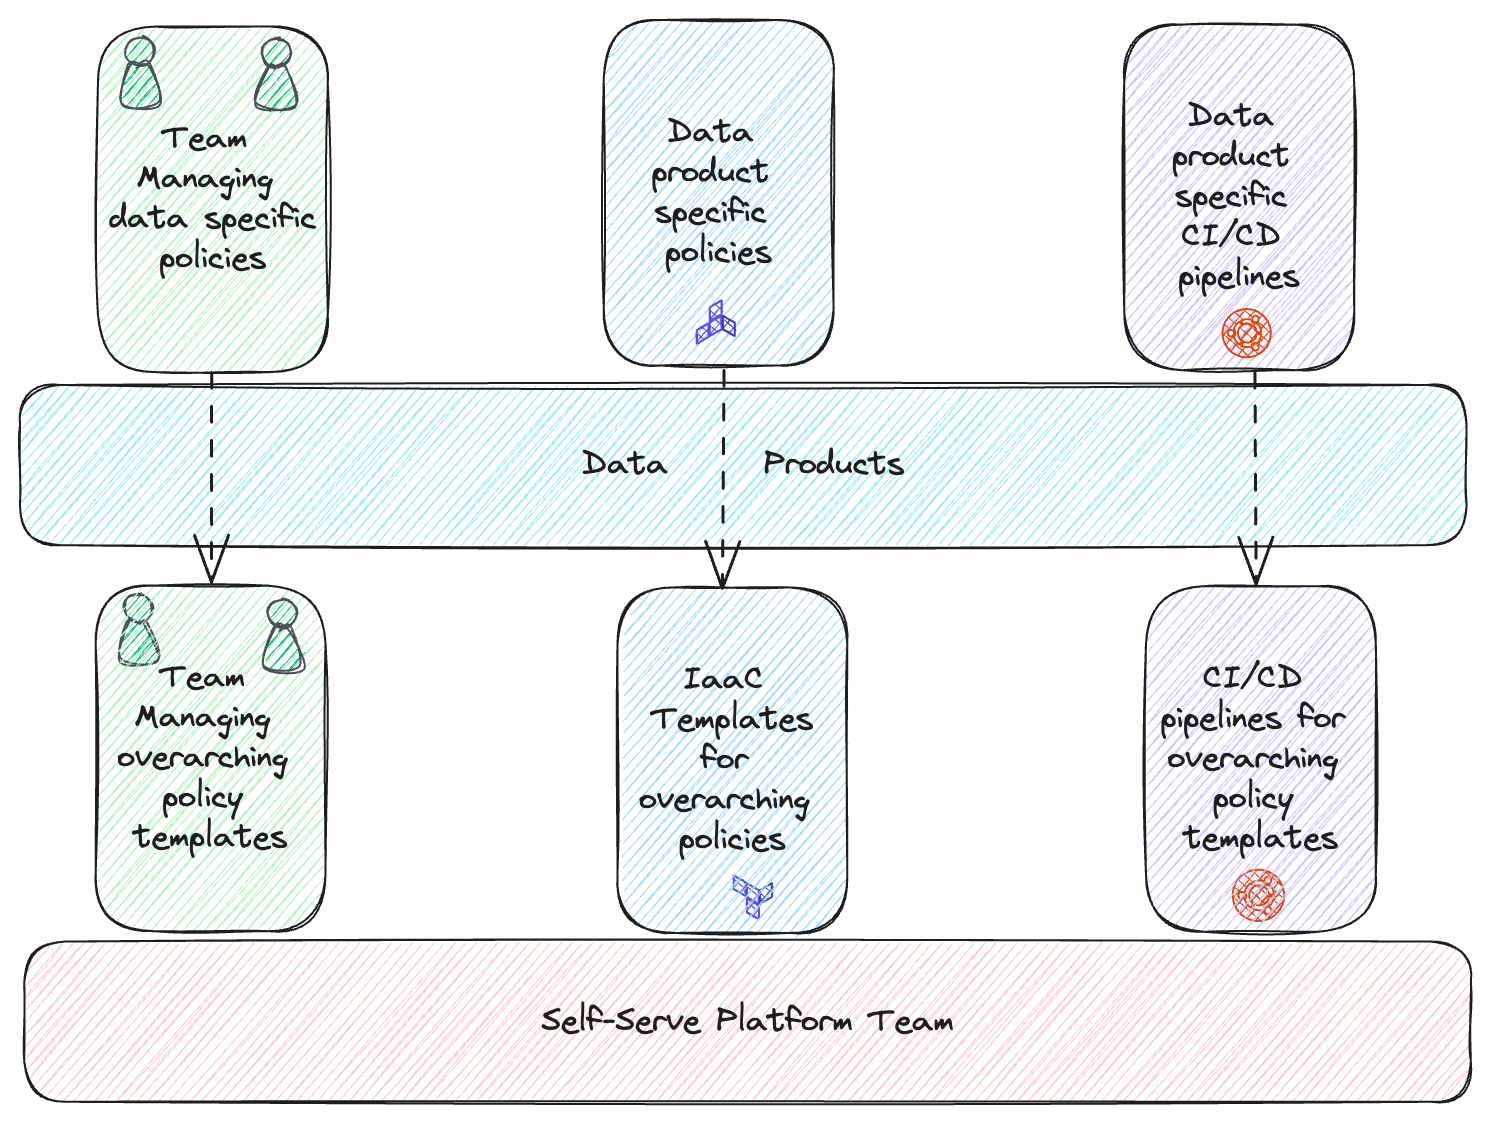 Team
Managing
data specific
policies
Data
product
specific
policies
Data
product
specific
CI/CD
pipelines
Data Products
Team
Managing
overarching
policy
templates
IaaC
Templates
for
overarching
policies
CI/CD
pipelines for
overarching
policy
templates
Self-Serve Platform Team